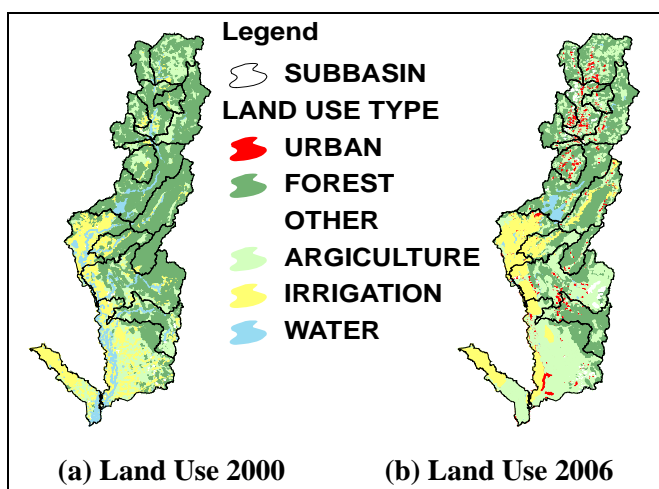 Legend
SUBBASIN
LAND USE TYPE
URBAN
FOREST
OTHER
ARGICULTURE
IRRIGATION
WATER
(a) Land Use 2000
(b) Land Use 2006